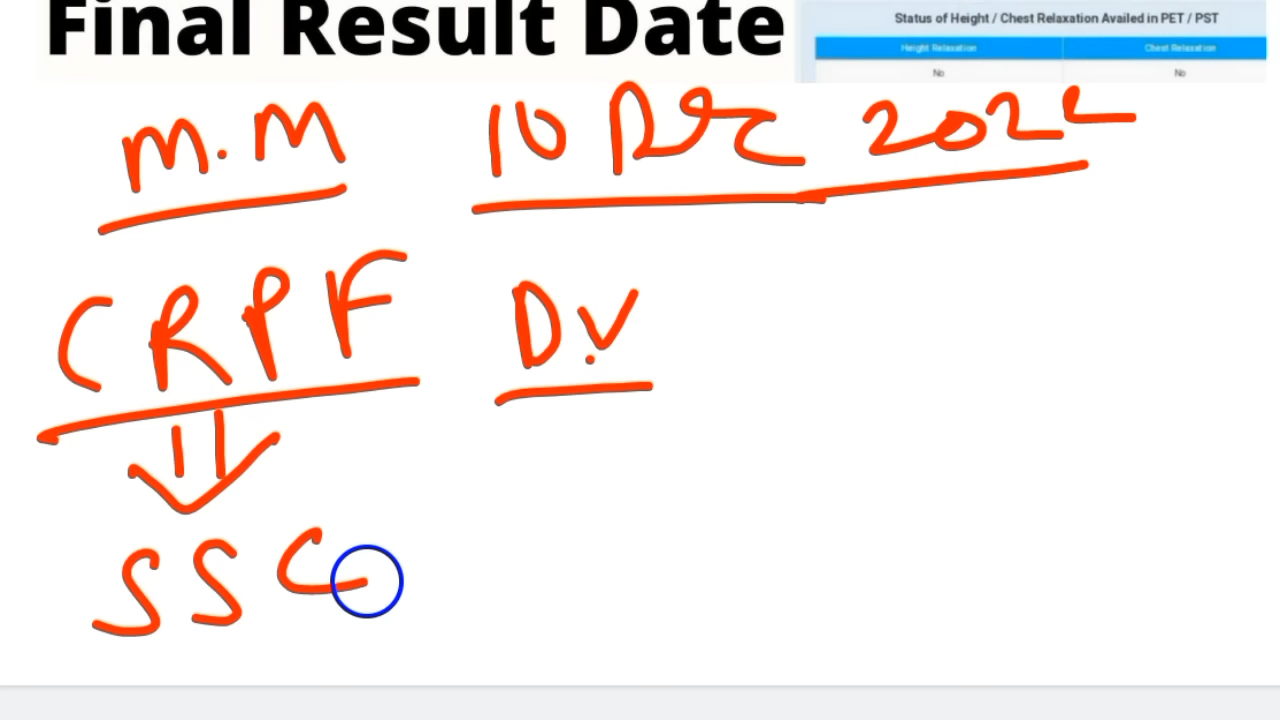 Final Result Date
Status of Height / Chest Relaxation Availed in PET / PST
Height Relaxation Chest Relaxation
No No
M.M 10 Dec 2022
CRPF D.V
SSC